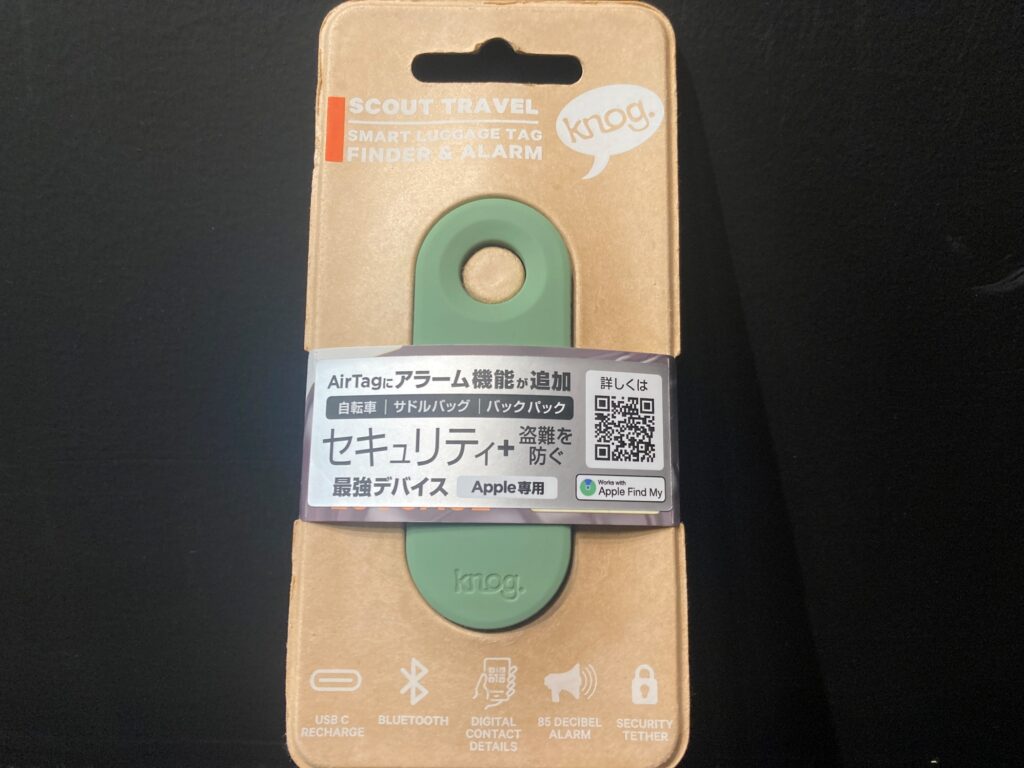 SCOUT TRAVEL
SMART LUGGAGE TAG
FINDER & ALARM
knog.
AirTagにアラーム機能が追加
自転車 | サドルバッグ | バックパック
セキュリティ+ 盗難を
防ぐ
最強デバイス Apple専用
詳しくは
Works with
Apple Find My
knog.
USB C
RECHARGE
BLUETOOTH
DIGITAL
CONTACT
DETAILS
85 DECIBEL
ALARM
SECURITY
TETHER